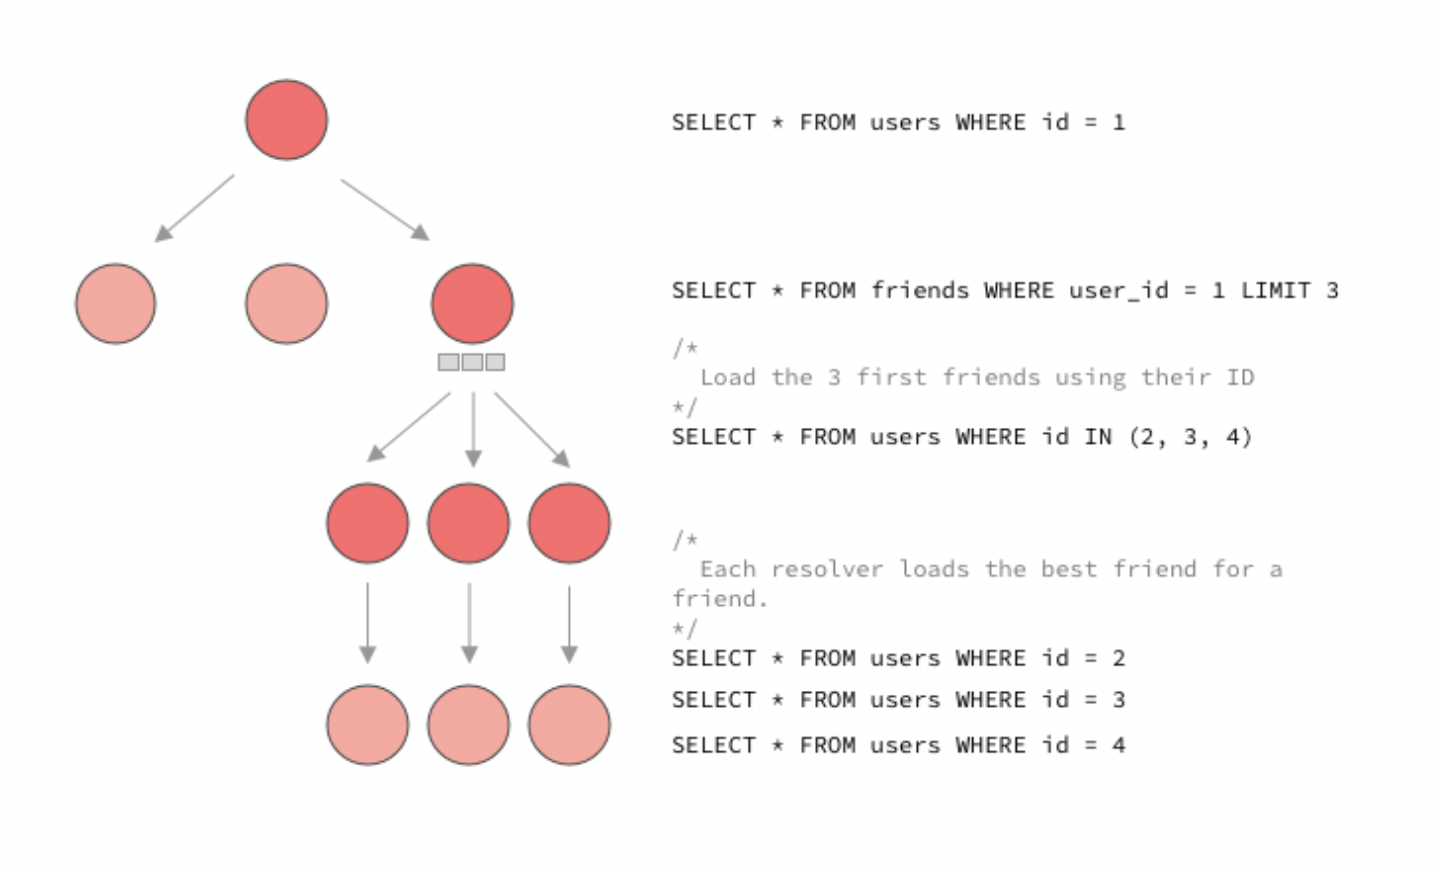 SELECT * FROM users WHERE id = 1
SELECT * FROM friends WHERE user_id = 1 LIMIT 3
/*
Load the 3 first friends using their ID
*/
SELECT * FROM users WHERE id IN (2, 3, 4)
/*
Each resolver loads the best friend for a
friend.
*/
SELECT * FROM users WHERE id = 2
SELECT * FROM users WHERE id = 3
SELECT * FROM users WHERE id = 4